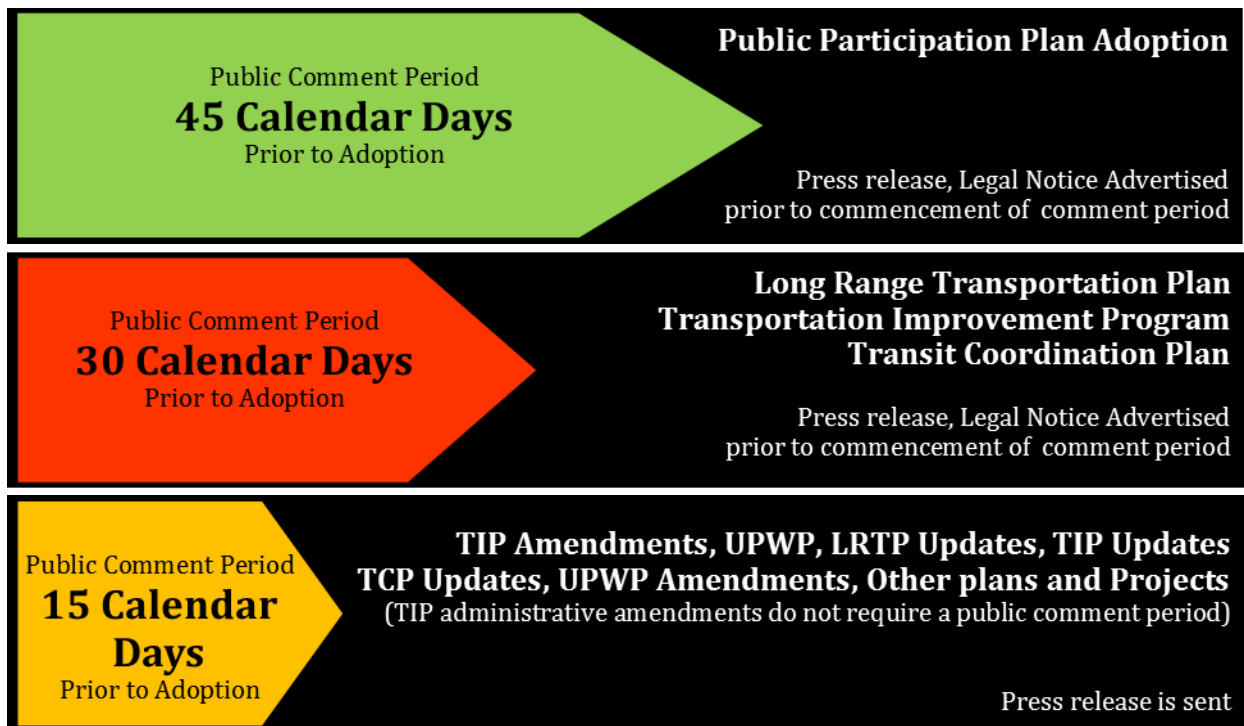 Public Comment Period
45 Calendar Days
Prior to Adoption
Public Participation Plan Adoption
Press release, Legal Notice Advertised
prior to commencement of comment period
Public Comment Period
30 Calendar Days
Prior to Adoption
Long Range Transportation Plan
Transportation Improvement Program
Transit Coordination Plan
Press release, Legal Notice Advertised
prior to commencement of comment period
Public Comment Period
15 Calendar
Days
Prior to Adoption
TIP Amendments, UPWP, LRTP Updates, TIP Updates
TCP Updates, UPWP Amendments, Other plans and Projects
(TIP administrative amendments do not require a public comment period)
Press release is sent